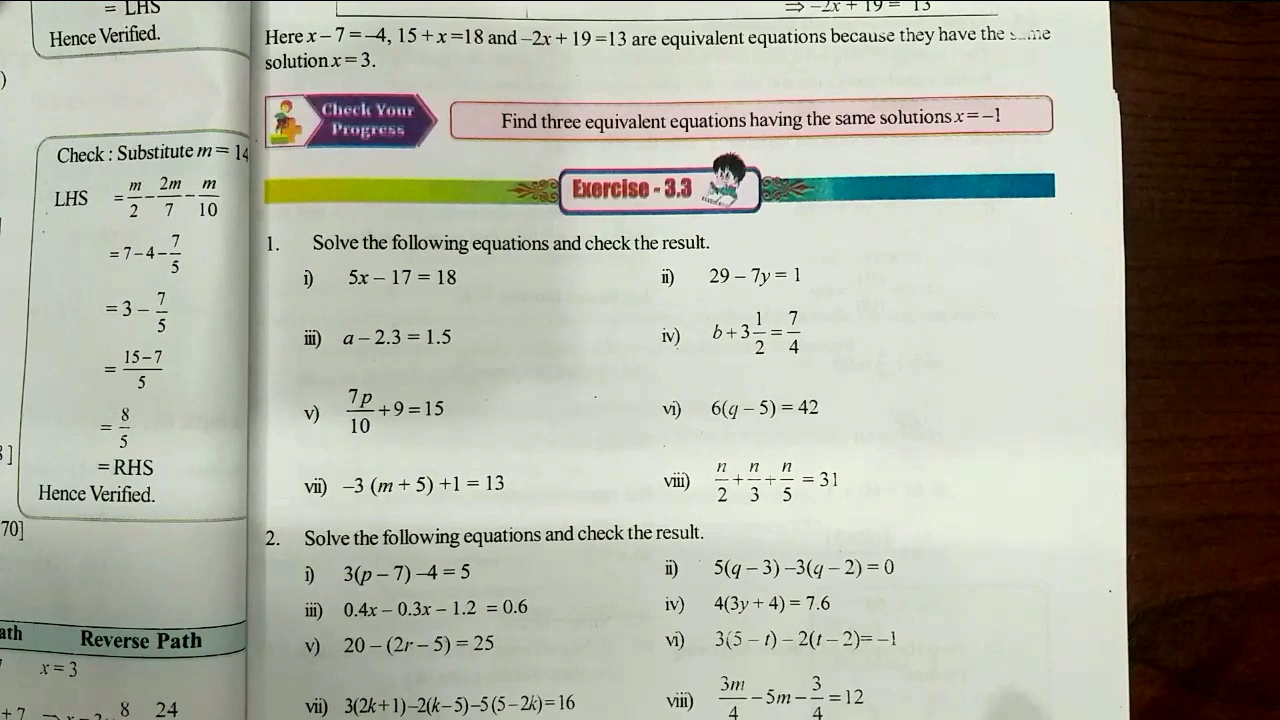 = LHS
Hence Verified.
)
Check : Substitute m = 14
LHS = m/2 − 2m/7 − m/10
= 7 − 4 − 7/5
= 3 − 7/5
= 15−7/5
= 8/5
= RHS
Hence Verified.
70]
ath Reverse Path
x = 3
⇒ −2x + 19 = 13
Here x – 7 = –4, 15 + x =18 and –2x + 19 =13 are equivalent equations because they have the
solution x = 3.
Check Your
Progress
Find three equivalent equations having the same solutions x = –1
Exercise - 3.3
1. Solve the following equations and check the result.
i) 5x – 17 = 18 ii) 29 – 7y = 1
iii) a – 2.3 = 1.5 iv) b + 3 1/2 = 7/4
v) 7p/10 + 9 = 15 vi) 6(q – 5) = 42
vii) –3 (m + 5) +1 = 13 viii) n/2 + n/3 + n/5 = 31
2. Solve the following equations and check the result.
i) 3(p – 7) –4 = 5 ii) 5(q – 3) –3(q – 2) = 0
iii) 0.4x – 0.3x – 1.2 = 0.6 iv) 4(3y + 4) = 7.6
v) 20 – (2r – 5) = 25 vi) 3(5 – t) – 2(t – 2)= –1
vii) 3(2k+1)–2(k–5)–5(5–2k)=16 viii) 3m/4 – 5m – 3/4 = 12